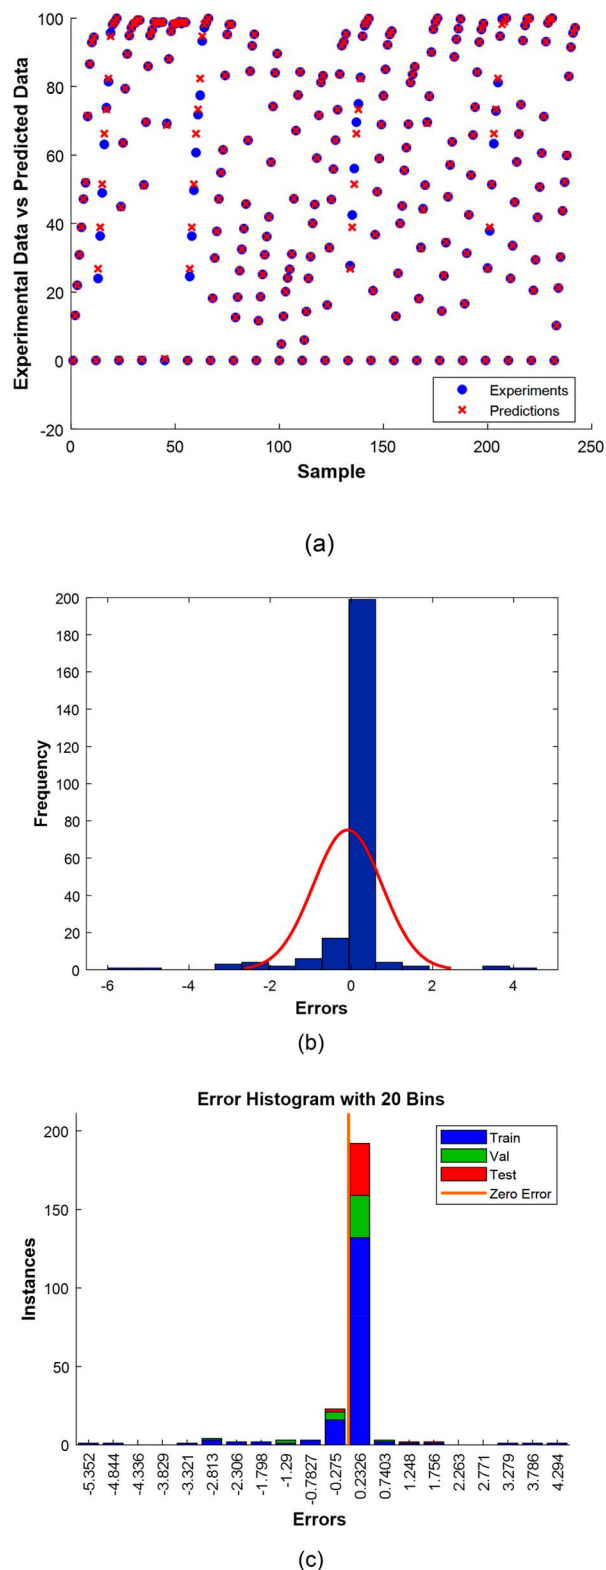 100
80
60
40
20
0
-20
Experimental Data vs Predicted Data
Experiments
Predictions
0 50 100 150 200 250
Sample
(a)
200
180
160
140
120
100
80
60
40
20
0
Frequency
-6 -4 -2 0 2 4
Errors
(b)
Error Histogram with 20 Bins
200
150
100
50
0
Instances
Train
Val
Test
Zero Error
-5.352 -4.844 -4.336 -3.829 -3.321 -2.813 -2.306 -1.798 -1.29 -0.7827 -0.275 0.2326 0.7403 1.248 1.756 2.263 2.771 3.279 3.786 4.294
Errors
(c)